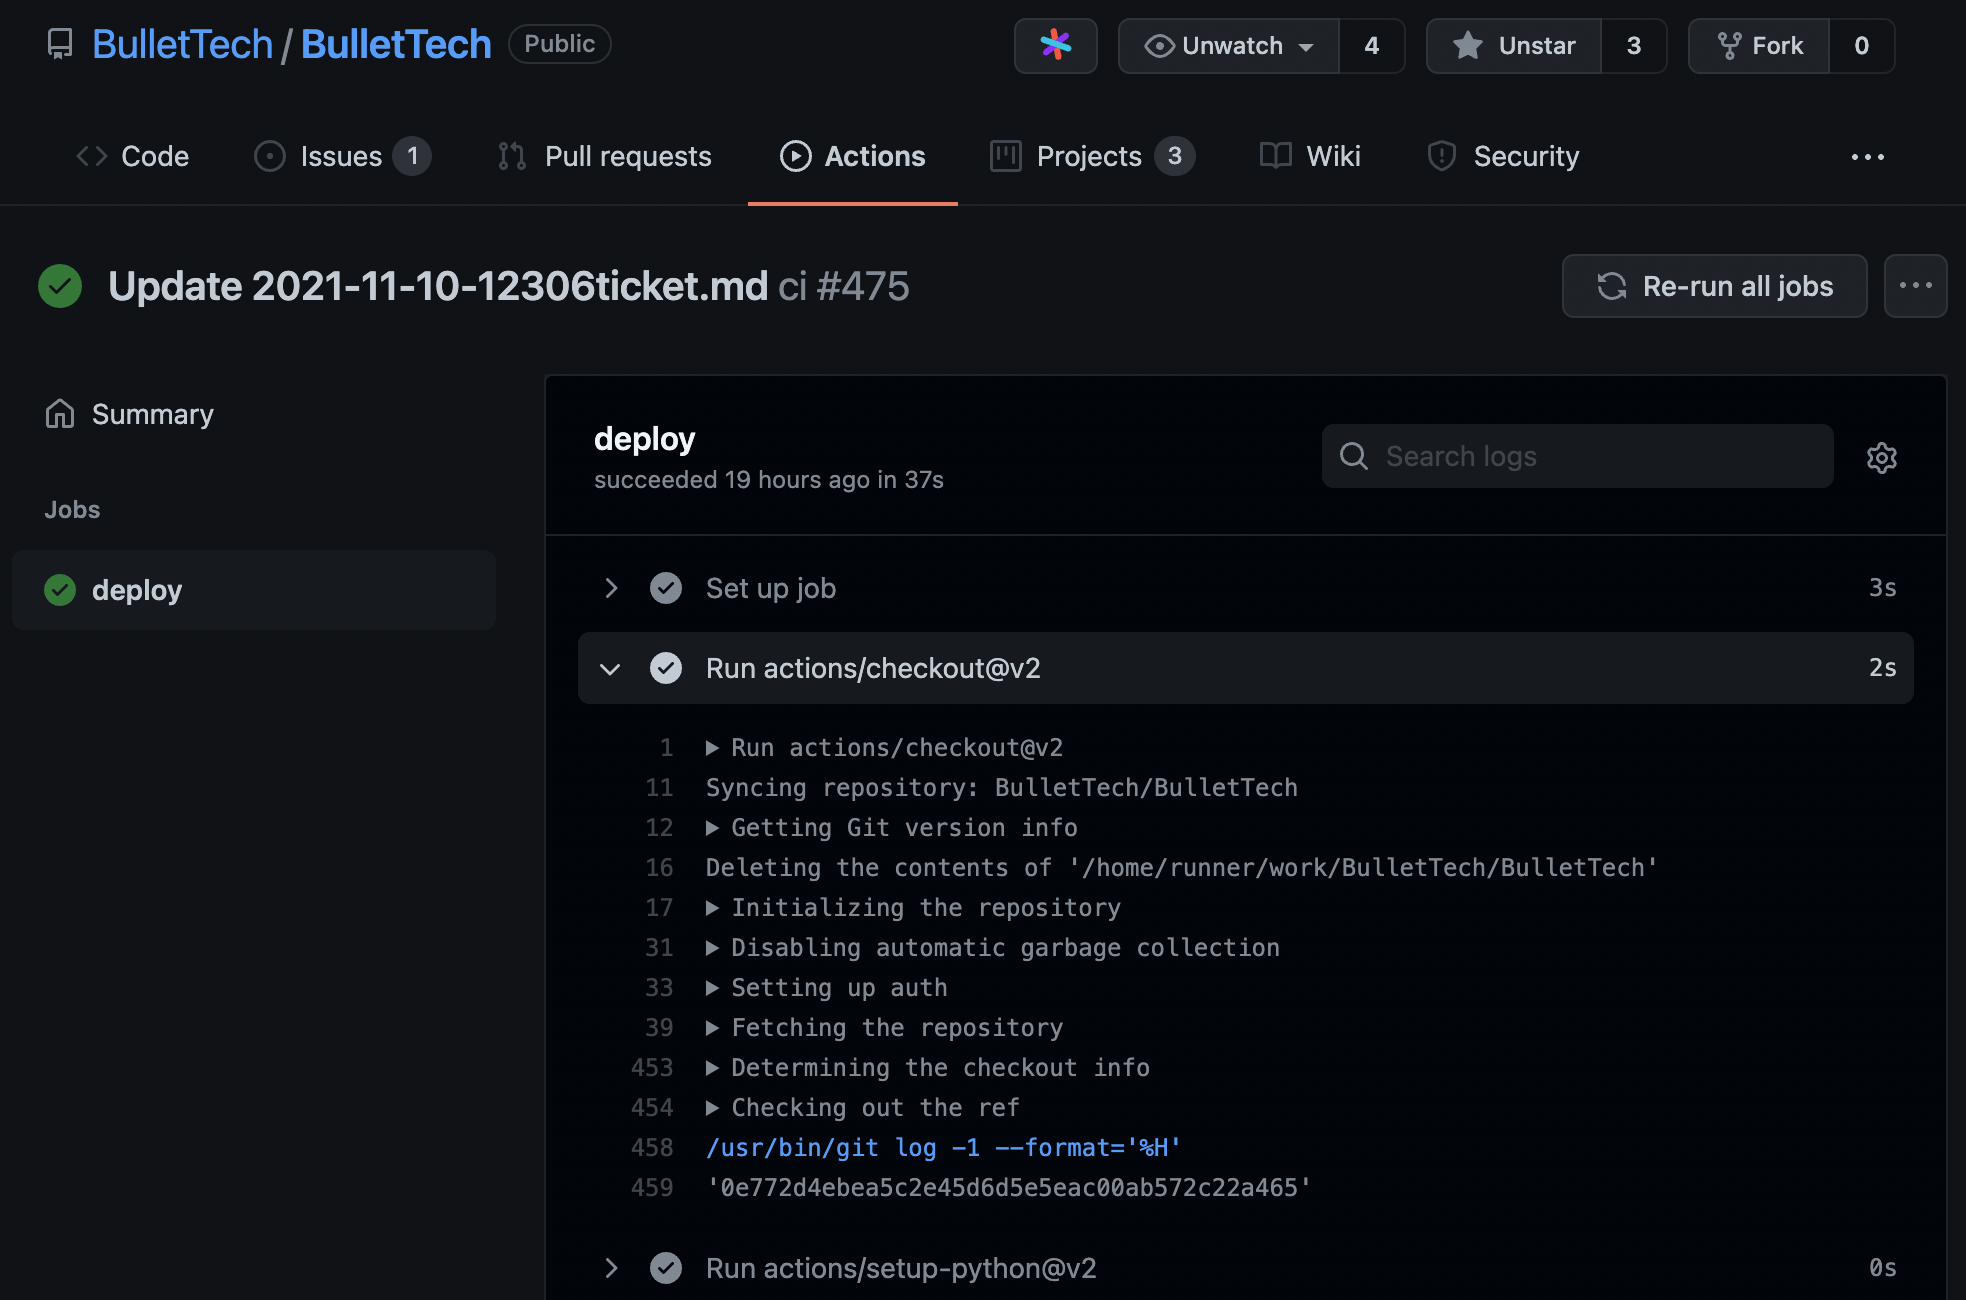 BulletTech / BulletTech Public
Unwatch 4 Unstar 3 Fork 0
Code Issues 1 Pull requests Actions Projects 3 Wiki Security
Update 2021-11-10-12306ticket.md ci #475
Re-run all jobs
Summary
Jobs
deploy
deploy
succeeded 19 hours ago in 37s
Search logs
Set up job 3s
Run actions/checkout@v2 2s
1 Run actions/checkout@v2
11 Syncing repository: BulletTech/BulletTech
12 Getting Git version info
16 Deleting the contents of '/home/runner/work/BulletTech/BulletTech'
17 Initializing the repository
31 Disabling automatic garbage collection
33 Setting up auth
39 Fetching the repository
453 Determining the checkout info
454 Checking out the ref
458 /usr/bin/git log -1 --format='%H'
459 '0e772d4ebea5c2e45d6d5e5eac00ab572c22a465'
Run actions/setup-python@v2 0s